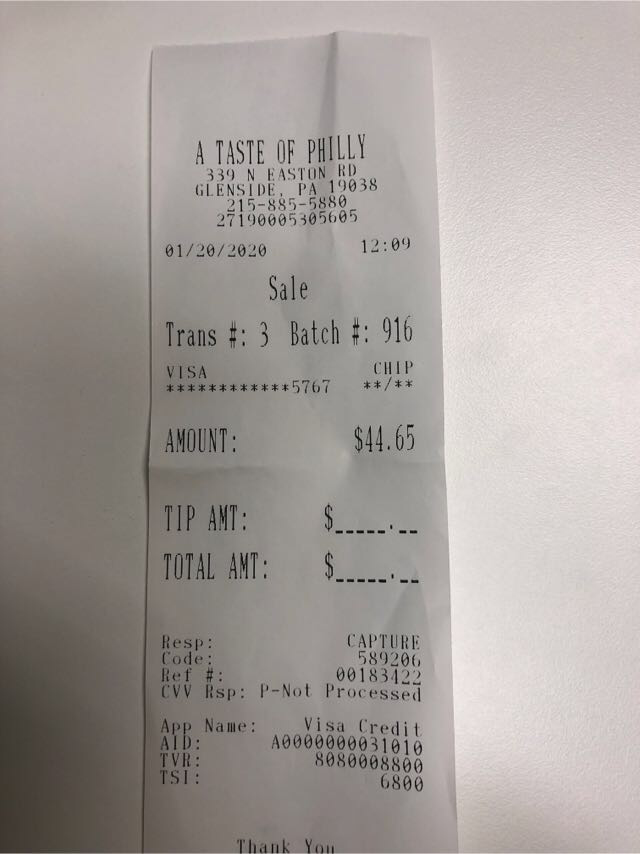 A TASTE OF PHILLY
339 N EASTON RD
GLENSIDE, PA 19038
215-885-5880
27190005305605
01/20/2020 12:09
Sale
Trans #: 3 Batch #: 916
VISA CHIP
************5767 **/**
AMOUNT: $44.65
TIP AMT: $_____.__
TOTAL AMT: $_____.__
Resp: CAPTURE
Code: 589206
Ref #: 00183422
CVV Rsp: P-Not Processed
App Name: Visa Credit
AID: A0000000031010
TVR: 8080008800
TSI: 6800
Thank You